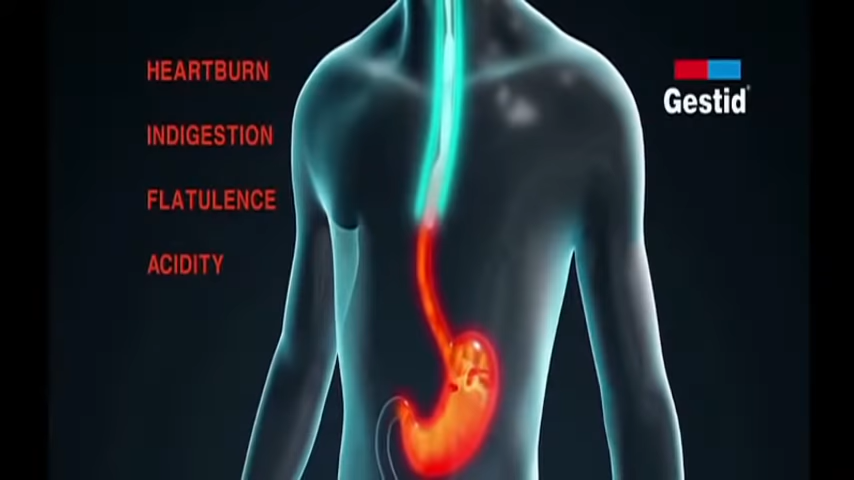 HEARTBURN
INDIGESTION
FLATULENCE
ACIDITY
Gestid®